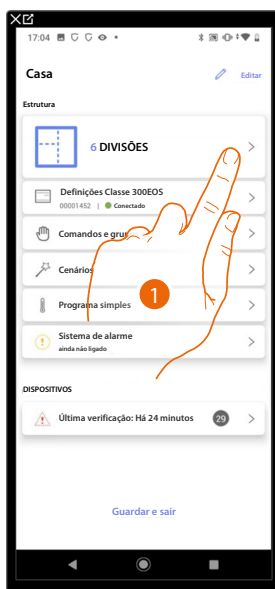 17:04
Casa
Editar
Estrutura
6 DIVISÕES
Definições Classe 300EOS
00001452 | Conectado
Comandos e gru
Cenários
1
Programa simples
Sistema de alarme
ainda não ligado
DISPOSITIVOS
Última verificação: Há 24 minutos 29
Guardar e sair